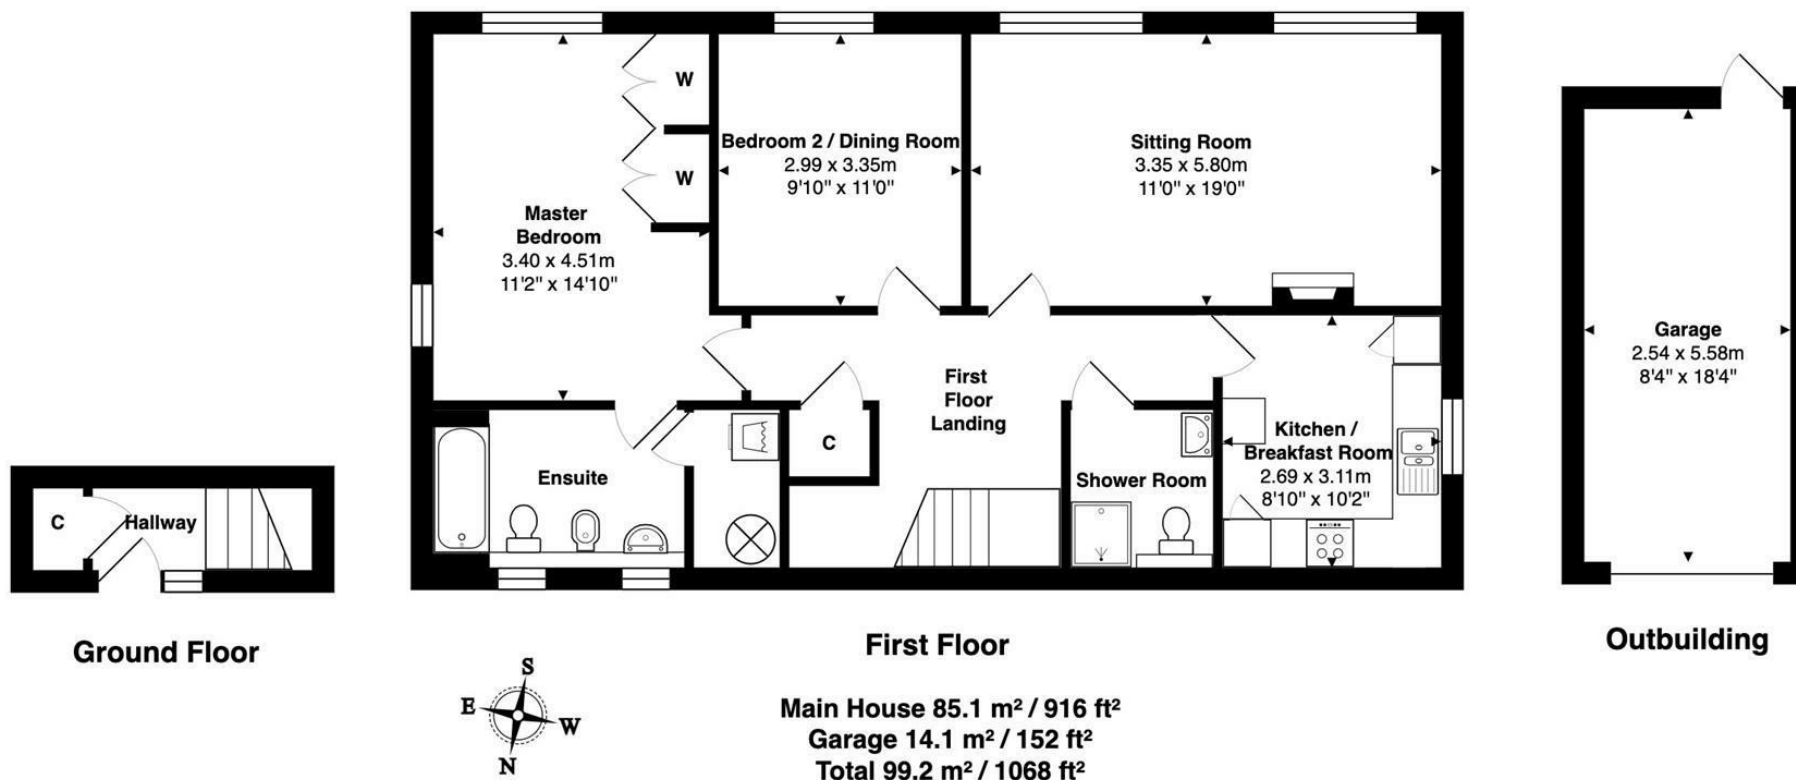 W
W
Master
Bedroom
3.40 x 4.51m
11'2" x 14'10"
Bedroom 2 / Dining Room
2.99 x 3.35m
9'10" x 11'0"
Sitting Room
3.35 x 5.80m
11'0" x 19'0"
Garage
2.54 x 5.58m
8'4" x 18'4"
First
Floor
Landing
C
Kitchen /
Breakfast Room
2.69 x 3.11m
8'10" x 10'2"
Ensuite
Shower Room
C
Hallway
Ground Floor
First Floor
Outbuilding
S
E
W
N
Main House 85.1 m² / 916 ft²
Garage 14.1 m² / 152 ft²
Total 99.2 m² / 1068 ft²